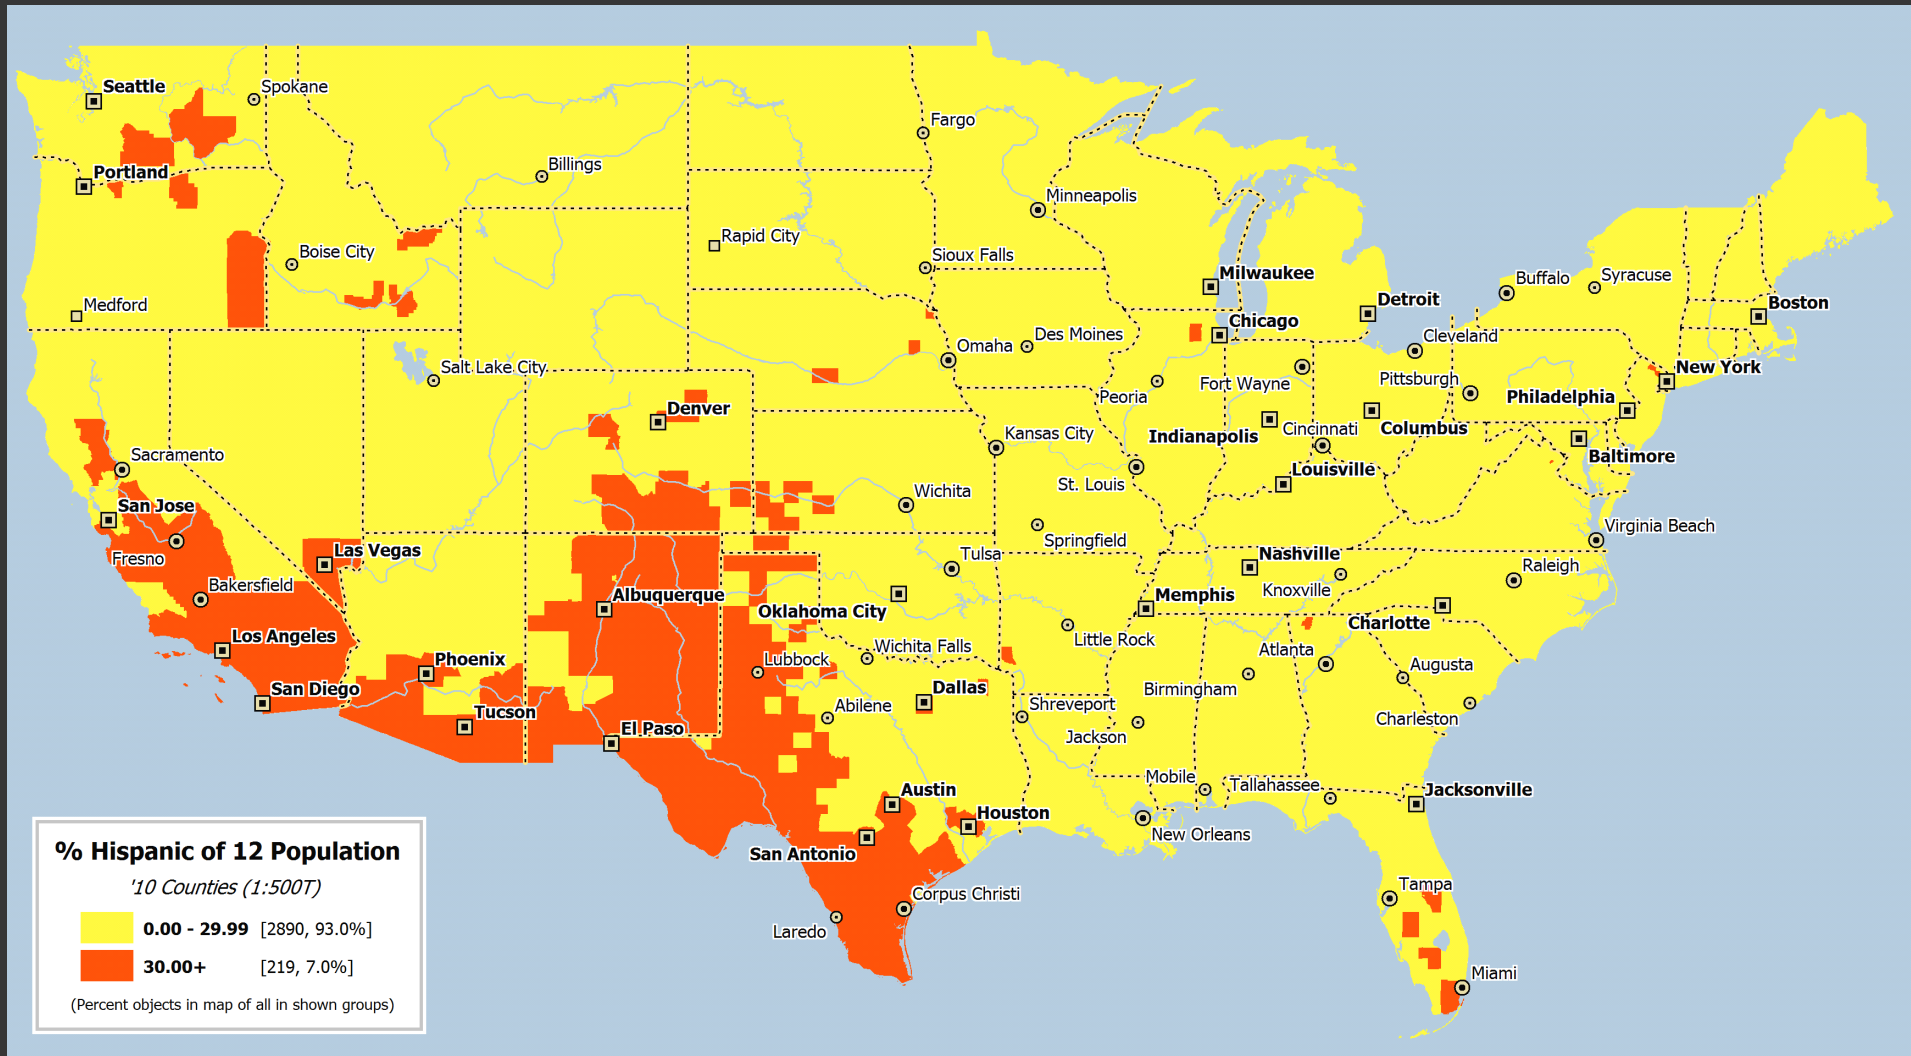 Seattle
Spokane
Fargo
Billings
Portland
Minneapolis
Rapid City
Boise City
Sioux Falls
Milwaukee
Buffalo
Syracuse
Medford
Detroit
Boston
Chicago
Cleveland
Des Moines
Omaha
Salt Lake City
New York
Fort Wayne
Pittsburgh
Peoria
Philadelphia
Denver
Kansas City
Indianapolis
Cincinnati
Columbus
Sacramento
Baltimore
Louisville
St. Louis
Wichita
San Jose
Virginia Beach
Springfield
Las Vegas
Fresno
Tulsa
Nashville
Raleigh
Bakersfield
Knoxville
Albuquerque
Memphis
Oklahoma City
Charlotte
Los Angeles
Little Rock
Wichita Falls
Atlanta
Phoenix
Lubbock
Augusta
San Diego
Dallas
Birmingham
Tucson
Abilene
Shreveport
Charleston
El Paso
Jackson
Mobile
Tallahassee
Austin
Jacksonville
Houston
New Orleans
San Antonio
Tampa
Corpus Christi
Laredo
Miami
% Hispanic of 12 Population
'10 Counties (1:500T)
0.00 - 29.99 [2890, 93.0%]
30.00+ [219, 7.0%]
(Percent objects in map of all in shown groups)